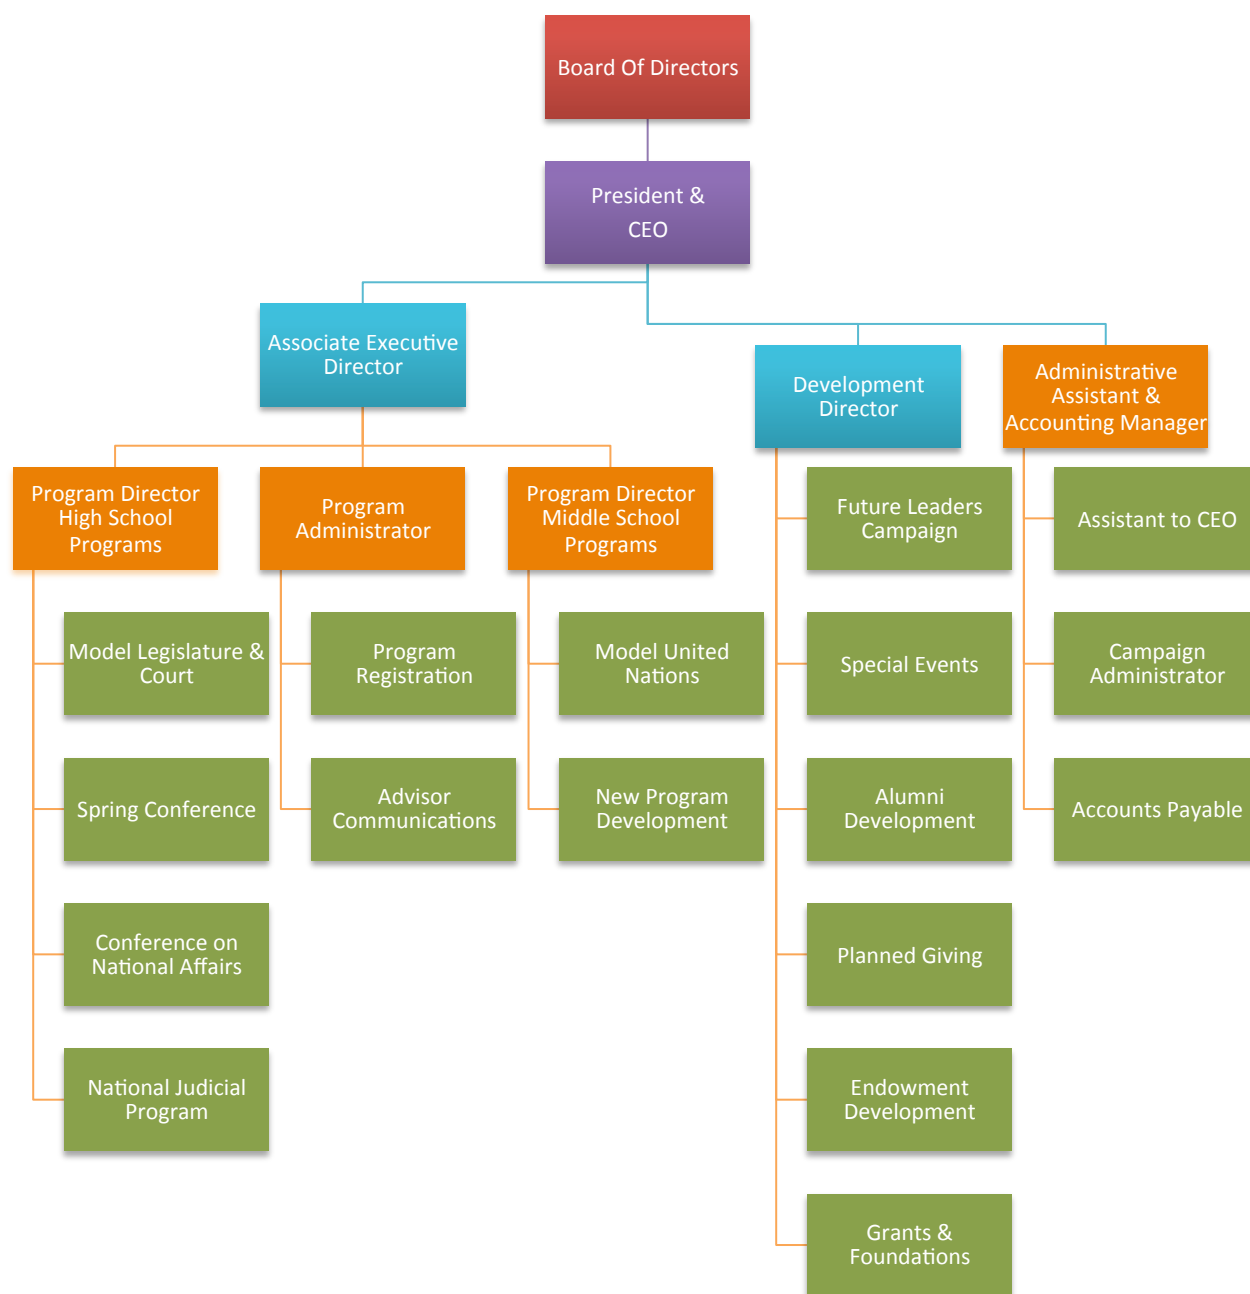 Board Of Directors
President &
CEO
Associate Executive
Director
Development
Director
Administrative
Assistant &
Accounting Manager
Program Director
High School
Programs
Program
Administrator
Program Director
Middle School
Programs
Future Leaders
Campaign
Assistant to CEO
Model Legislature &
Court
Program
Registration
Model United
Nations
Special Events
Campaign
Administrator
Spring Conference
Advisor
Communications
New Program
Development
Alumni
Development
Accounts Payable
Conference on
National Affairs
Planned Giving
National Judicial
Program
Endowment
Development
Grants &
Foundations